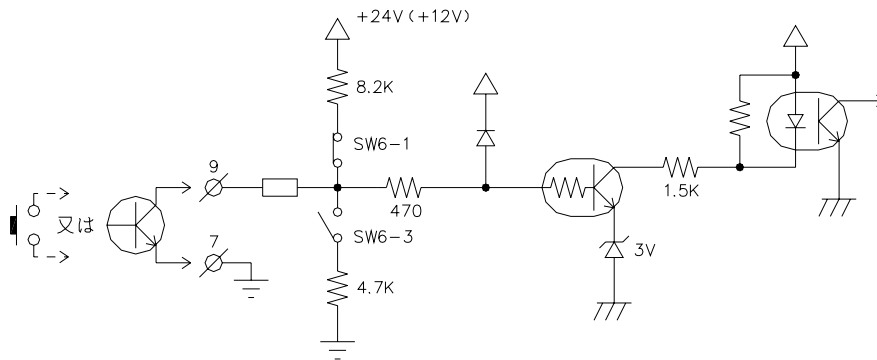 +24V(+12V)
8.2K
SW6-1
9
又は
470
1.5K
7
SW6-3
3V
4.7K